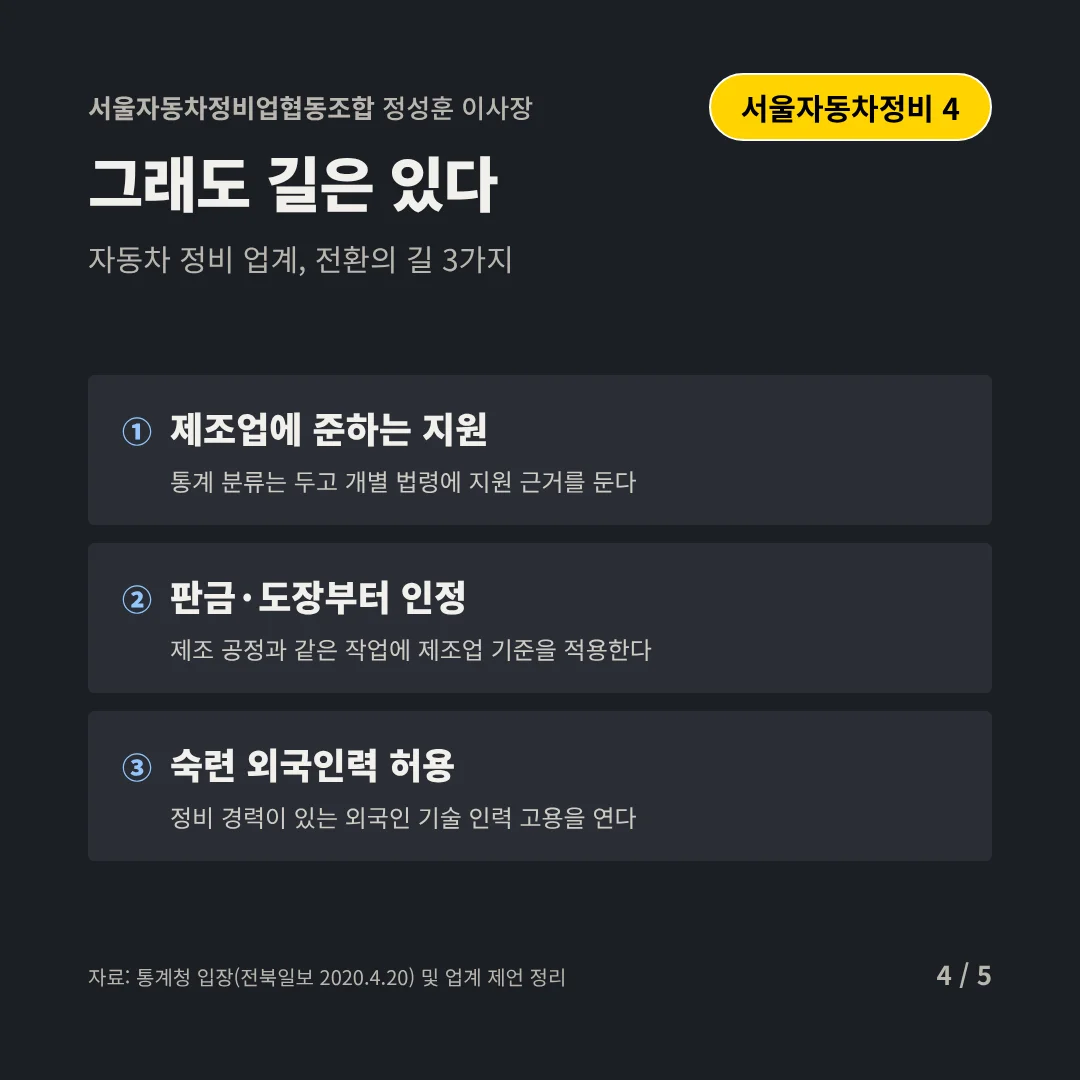 서울자동차정비업협동조합 정성훈 이사장
서울자동차정비 4
그래도 길은 있다
자동차 정비 업계, 전환의 길 3가지
① 제조업에 준하는 지원
통계 분류는 두고 개별 법령에 지원 근거를 둔다
② 판금·도장부터 인정
제조 공정과 같은 작업에 제조업 기준을 적용한다
③ 숙련 외국인력 허용
정비 경력이 있는 외국인 기술 인력 고용을 연다
자료: 통계청 입장(전북일보 2020.4.20) 및 업계 제언 정리
4 / 5